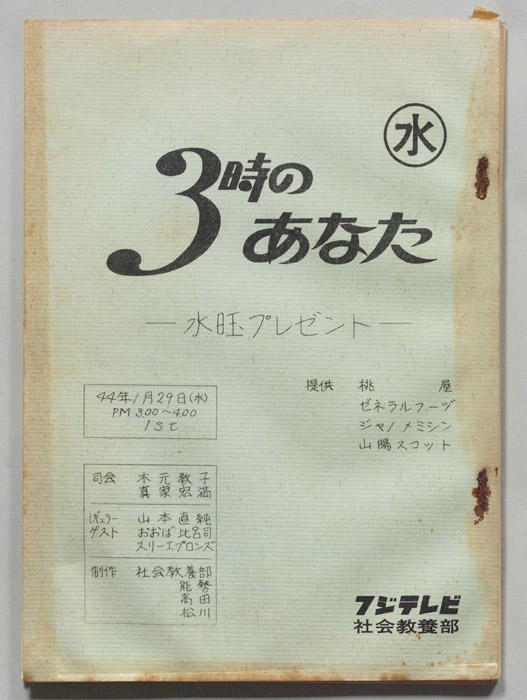 水
3時の
あなた
―水曜プレゼント―
44年1月29日(水)
PM 3.00～4.00
1st
提供 桃屋
ゼネラルフーヅ
ジャノメミシン
山陽スコット
司会 木元教子
真家宏満
レギュラーゲスト 山本直純
おおば比呂司
スリーエプロンズ
制作 社会教養部
能勢
高田
松川
フジテレビ
社会教養部